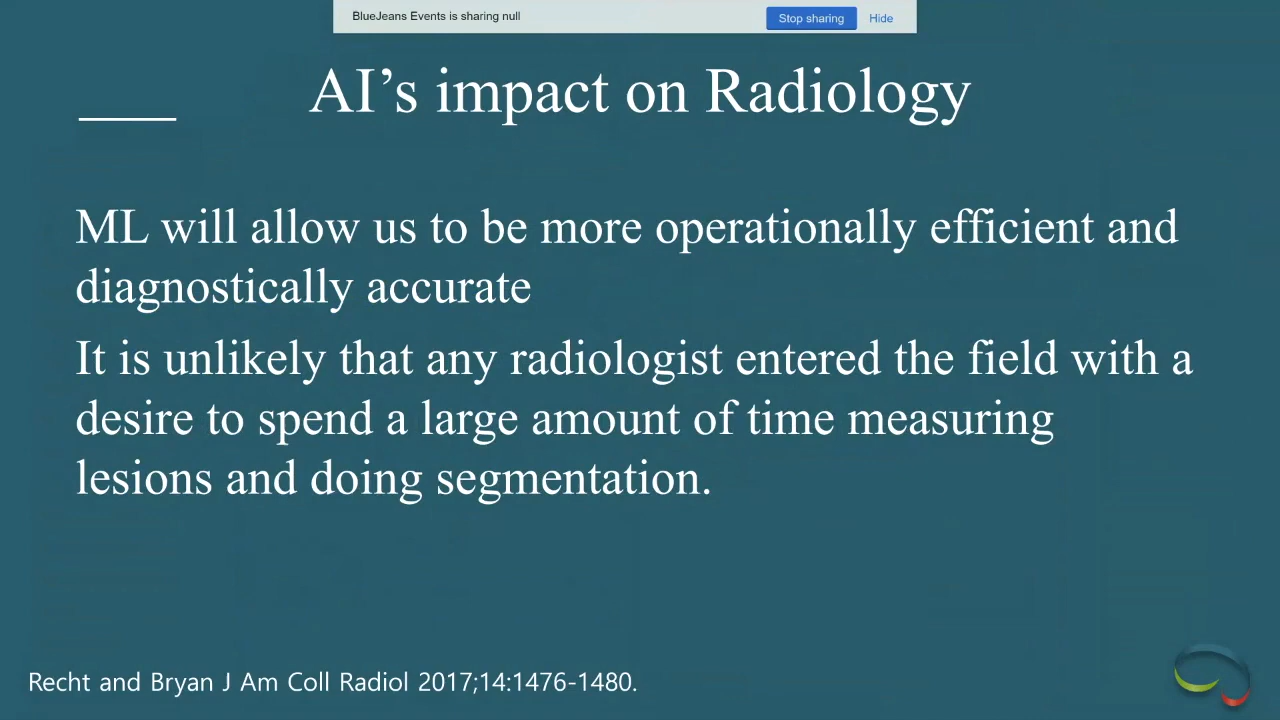 BlueJeans Events is sharing null
Stop sharing
Hide
AI’s impact on Radiology
ML will allow us to be more operationally efficient and
diagnostically accurate
It is unlikely that any radiologist entered the field with a
desire to spend a large amount of time measuring
lesions and doing segmentation.
Recht and Bryan J Am Coll Radiol 2017;14:1476-1480.